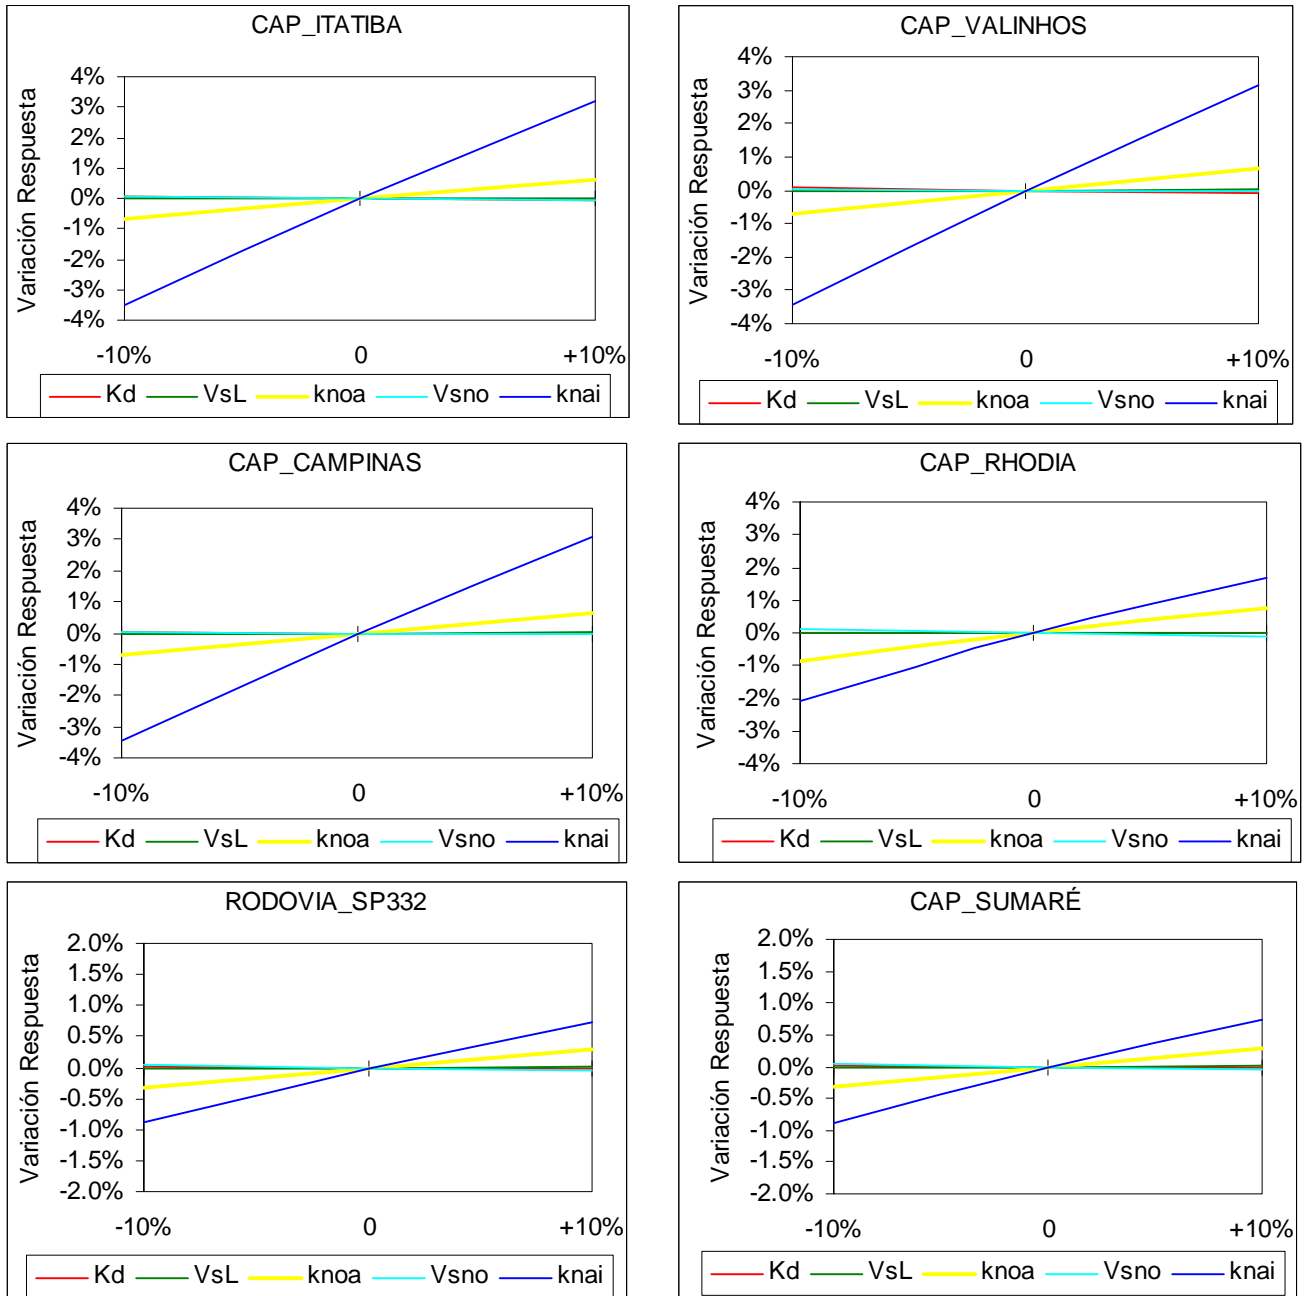 CAP_ITATIBA
Variación Respuesta
4%
3%
2%
1%
0%
-1%
-2%
-3%
-4%
-10% 0 +10%
Kd VsL knoa Vsno knai
CAP_VALINHOS
Variación Respuesta
4%
3%
2%
1%
0%
-1%
-2%
-3%
-4%
-10% 0 +10%
Kd VsL knoa Vsno knai
CAP_CAMPINAS
Variación Respuesta
4%
3%
2%
1%
0%
-1%
-2%
-3%
-4%
-10% 0 +10%
Kd VsL knoa Vsno knai
CAP_RHODIA
Variación Respuesta
4%
3%
2%
1%
0%
-1%
-2%
-3%
-4%
-10% 0 +10%
Kd VsL knoa Vsno knai
RODOVIA_SP332
Variación Respuesta
2.0%
1.5%
1.0%
0.5%
0.0%
-0.5%
-1.0%
-1.5%
-2.0%
-10% 0 +10%
Kd VsL knoa Vsno knai
CAP_SUMARÉ
Variación Respuesta
2.0%
1.5%
1.0%
0.5%
0.0%
-0.5%
-1.0%
-1.5%
-2.0%
-10% 0 +10%
Kd VsL knoa Vsno knai